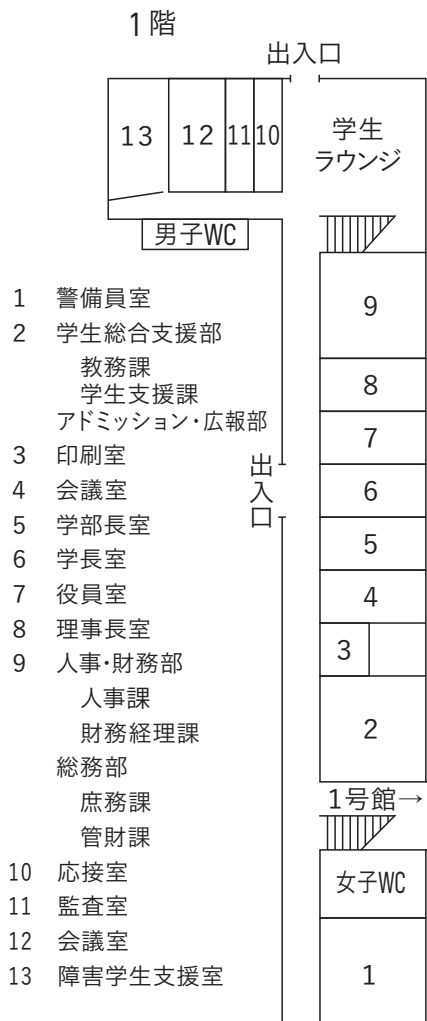 1階
出入口
13
12
11
10
学生
ラウンジ
男子WC
9
8
7
6
5
4
3
2
出入口
1号館→
女子WC
1
1 警備員室
2 学生総合支援部
教務課
学生支援課
アドミッション・広報部
3 印刷室
4 会議室
5 学部長室
6 学長室
7 役員室
8 理事長室
9 人事・財務部
人事課
財務経理課
総務部
庶務課
管財課
10 応接室
11 監査室
12 会議室
13 障害学生支援室